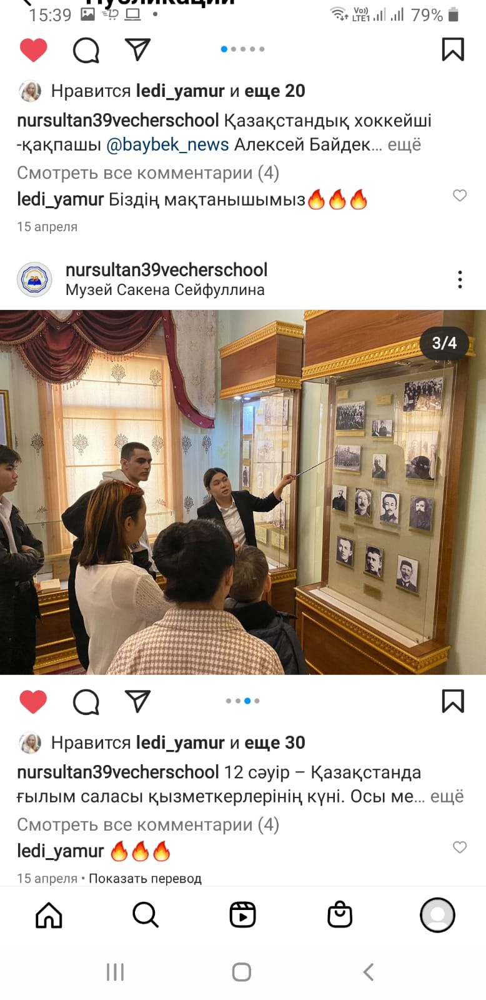 Публикации
15:39
Vo))
LTE1
79%
Нравится ledi_yamur и еще 20
nursultan39vecherschool Қазақстандық хоккейші
-қақпашы @baybek_news Алексей Байдек... ещё
Смотреть все комментарии (4)
ledi_yamur Біздің мақтанышымыз🔥🔥🔥
15 апреля
nursultan39vecherschool
Музей Сакена Сейфуллина
39
3/4
Нравится ledi_yamur и еще 30
nursultan39vecherschool 12 сәуір – Қазақстанда
ғылым саласы қызметкерлерінің күні. Осы ме... ещё
Смотреть все комментарии (4)
ledi_yamur 🔥🔥🔥
15 апреля • Показать перевод